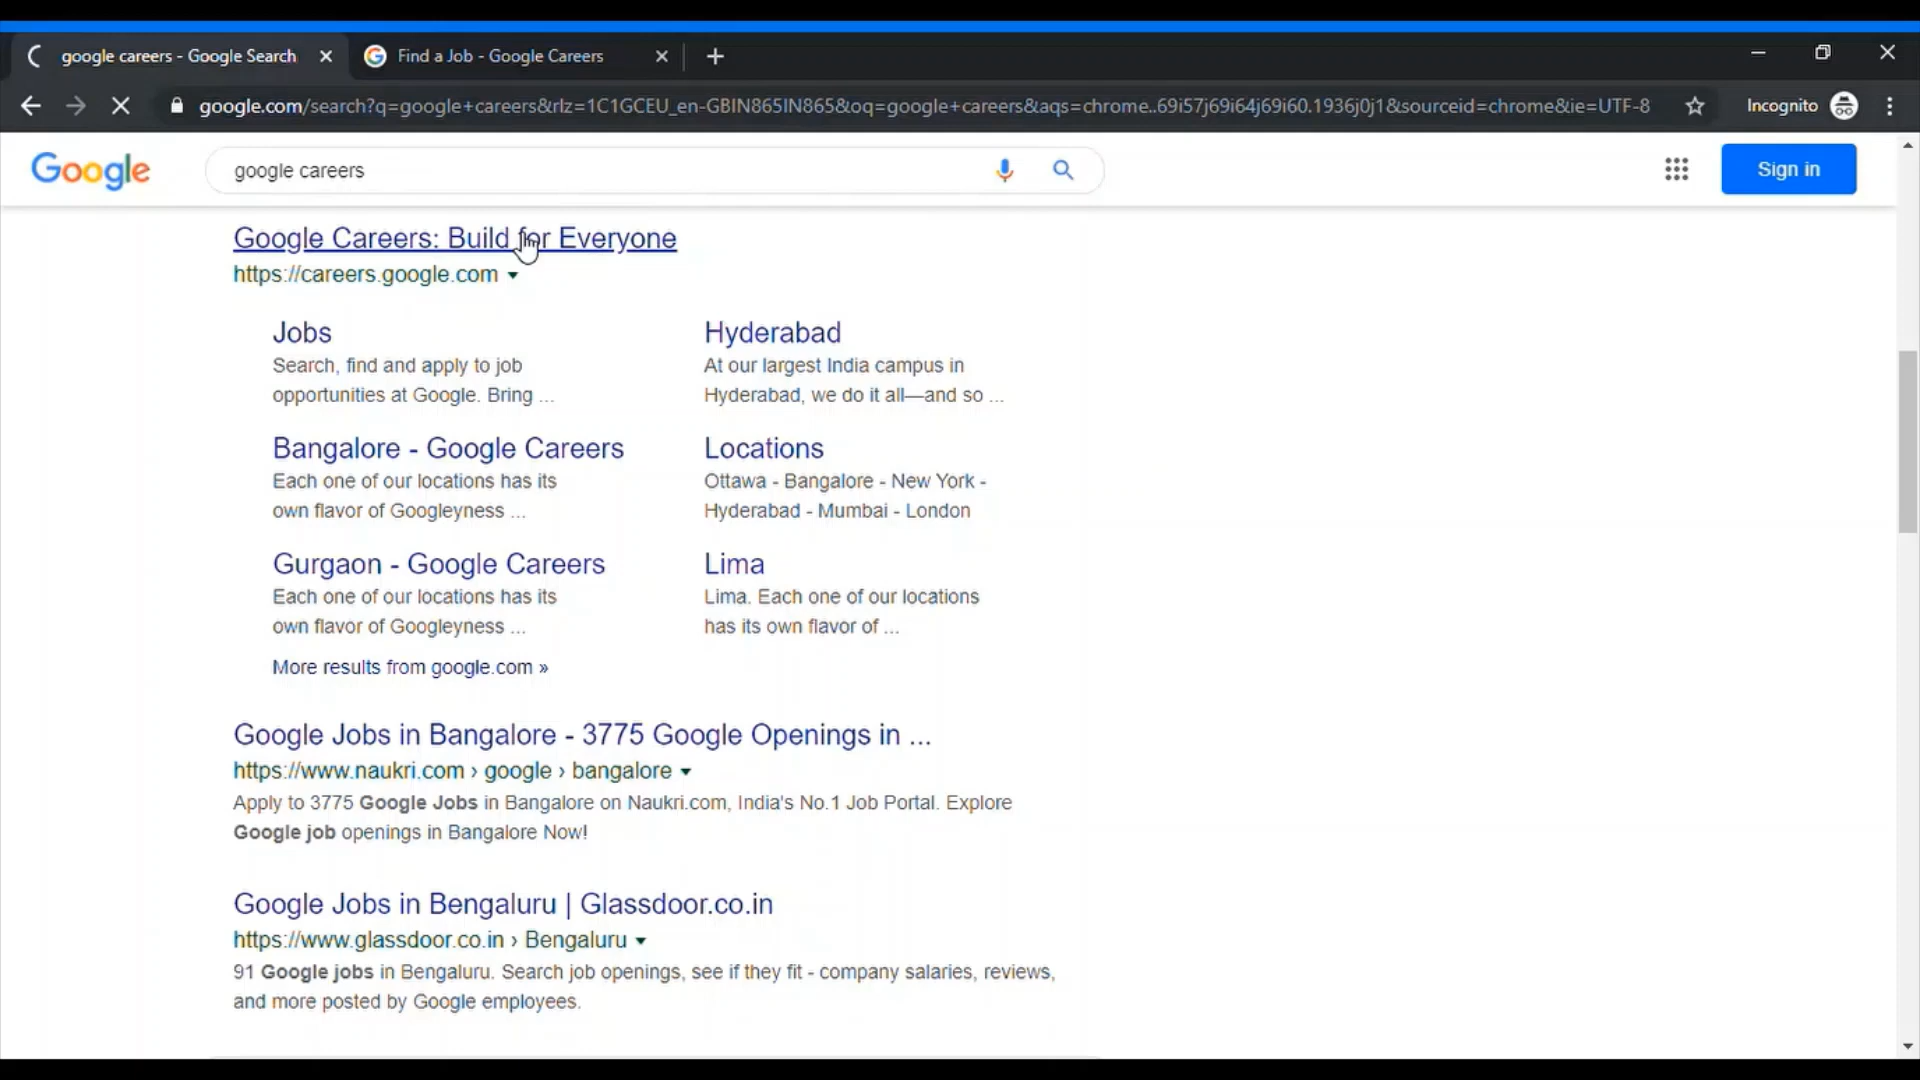 google careers - Google Search
Find a Job - Google Careers
google.com/search?q=google+careers&rlz=1C1GCEU_en-GBIN865IN865&oq=google+careers&aqs=chrome..69i57j69i64j69i60.1936j0j1&sourceid=chrome&ie=UTF-8
Incognito
Google
google careers
Sign in
Google Careers: Build for Everyone
https://careers.google.com
Jobs
Search, find and apply to job
opportunities at Google. Bring ...
Hyderabad
At our largest India campus in
Hyderabad, we do it all—and so ...
Bangalore - Google Careers
Each one of our locations has its
own flavor of Googleyness ...
Locations
Ottawa - Bangalore - New York -
Hyderabad - Mumbai - London
Gurgaon - Google Careers
Each one of our locations has its
own flavor of Googleyness ...
Lima
Lima. Each one of our locations
has its own flavor of ...
More results from google.com »
Google Jobs in Bangalore - 3775 Google Openings in ...
https://www.naukri.com › google › bangalore
Apply to 3775 Google Jobs in Bangalore on Naukri.com, India's No.1 Job Portal. Explore
Google job openings in Bangalore Now!
Google Jobs in Bengaluru | Glassdoor.co.in
https://www.glassdoor.co.in › Bengaluru
91 Google jobs in Bengaluru. Search job openings, see if they fit - company salaries, reviews,
and more posted by Google employees.